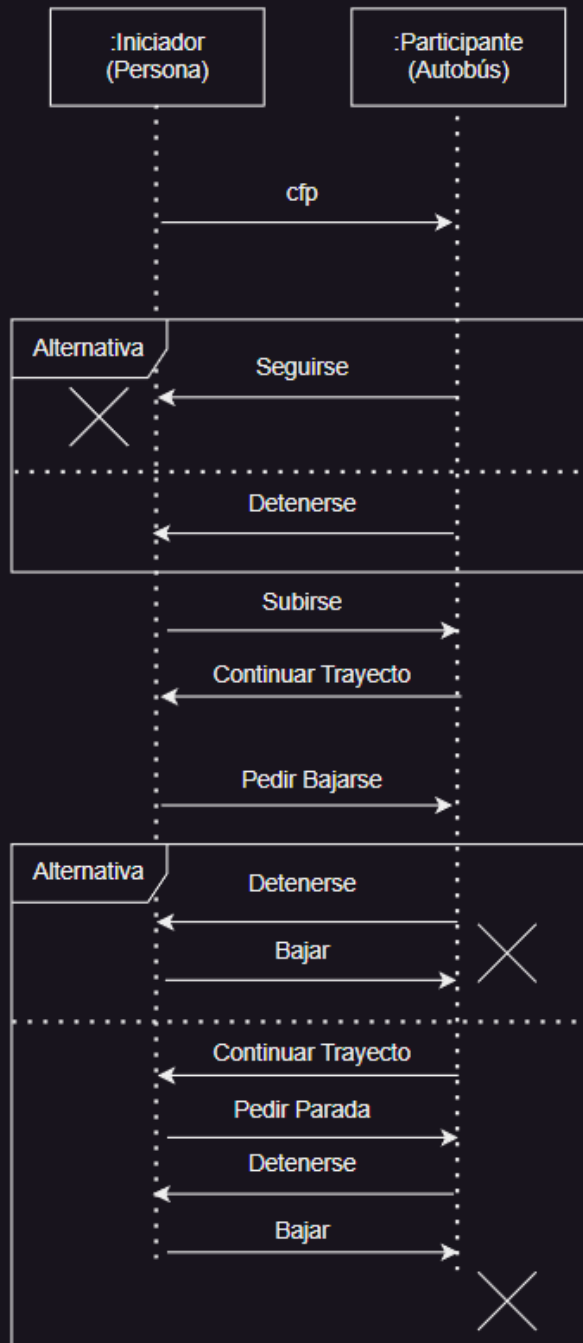 :Iniciador
(Persona)
:Participante
(Autobús)
cfp
Alternativa
Seguirse
Detenerse
Subirse
Continuar Trayecto
Pedir Bajarse
Alternativa
Detenerse
Bajar
Continuar Trayecto
Pedir Parada
Detenerse
Bajar